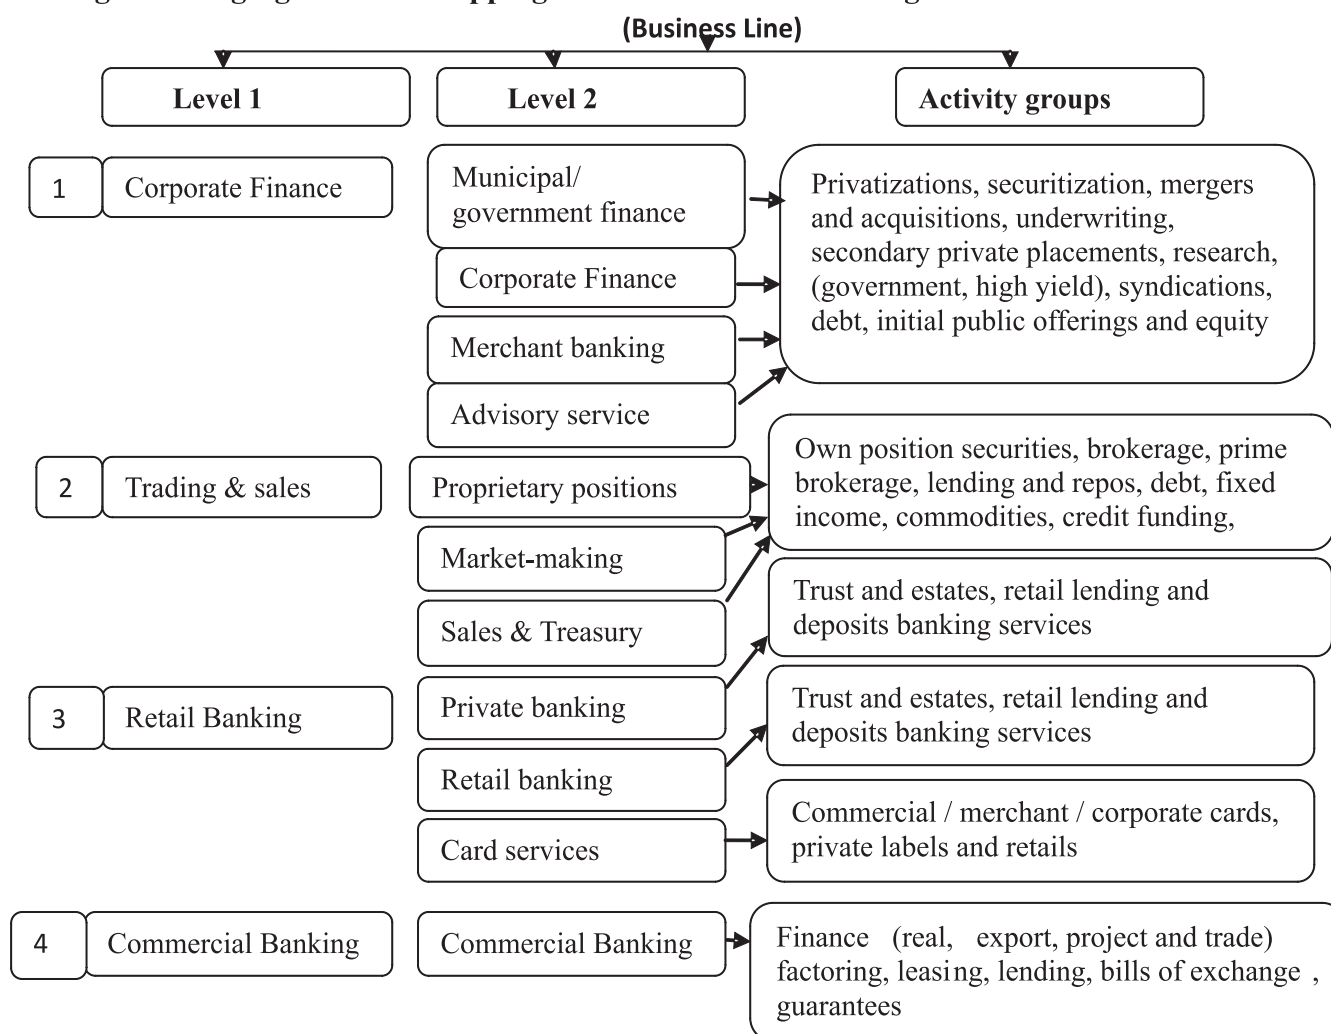 (Business Line)
Level 1
Level 2
Activity groups
1
Corporate Finance
Municipal/
government finance
Corporate Finance
Merchant banking
Advisory service
Privatizations, securitization, mergers
and acquisitions, underwriting,
secondary private placements, research,
(government, high yield), syndications,
debt, initial public offerings and equity
2
Trading & sales
Proprietary positions
Market-making
Sales & Treasury
Own position securities, brokerage, prime
brokerage, lending and repos, debt, fixed
income, commodities, credit funding,
3
Retail Banking
Private banking
Retail banking
Card services
Trust and estates, retail lending and
deposits banking services
Trust and estates, retail lending and
deposits banking services
Commercial / merchant / corporate cards,
private labels and retails
4
Commercial Banking
Commercial Banking
Finance (real, export, project and trade)
factoring, leasing, lending, bills of exchange ,
guarantees